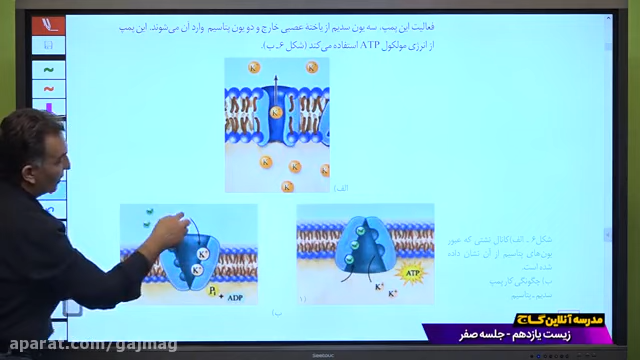 فعالیت این پمپ، سه یون سدیم از یاخته عصبی خارج و دو یون پتاسیم وارد آن می‌شوند. این پمپ
از انرژی مولکول ATP استفاده می‌کند (شکل ۶ـ ب).
K⁺ K⁺
K⁺
K⁺ K⁺
K⁺ K⁺
الف)
شکل ۶ ـ الف) کانال نشتی که عبور
یون‌های پتاسیم از آن نشان داده
شده است.
ب) چگونگی کار پمپ
سدیم ـ پتاسیم
ATP
K⁺
K⁺
۱)
K⁺
K⁺
P + ADP
ب)
مدرسه آنلاین گاج
زیست یازدهم - جلسه صفر
aparat.com/gajmag